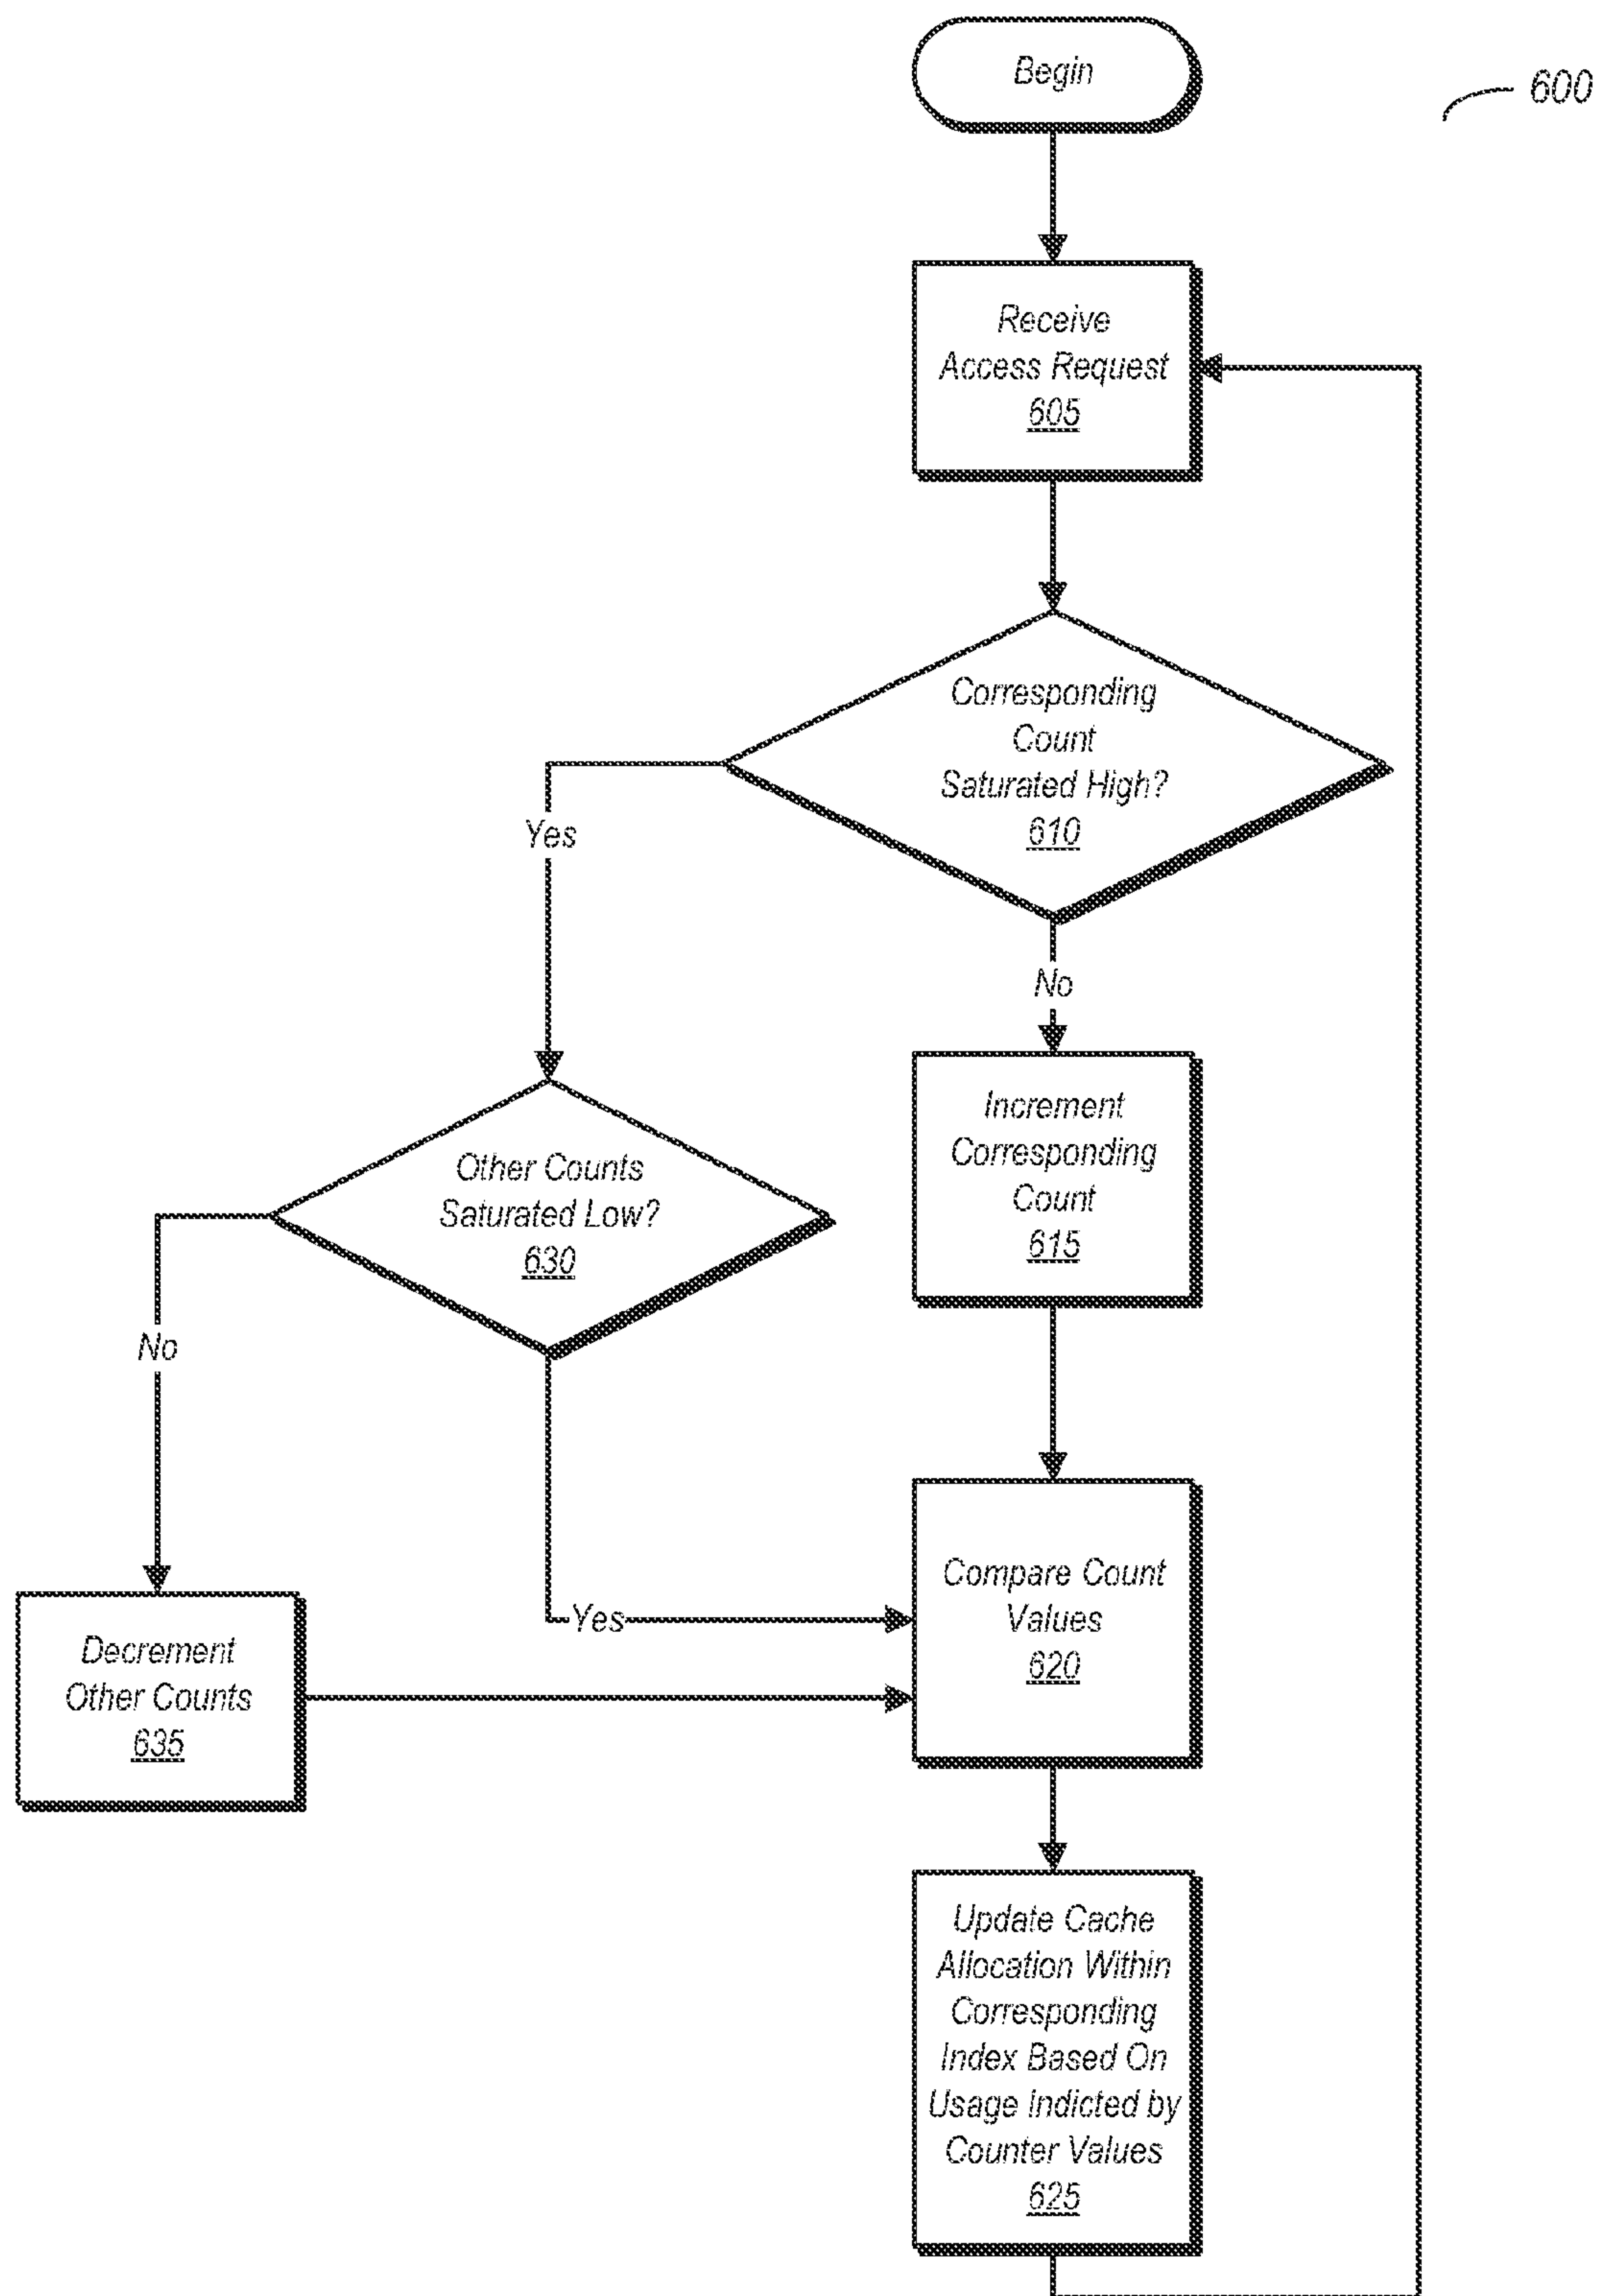 Begin
600
Receive
Access Request
605
Corresponding
Count
Saturated High?
610
Yes
No
Increment
Corresponding
Count
615
Other Counts
Saturated Low?
630
No
Yes
Compare Count
Values
620
Decrement
Other Counts
635
Update Cache
Allocation Within
Corresponding
Index Based On
Usage Indicted by
Counter Values
625